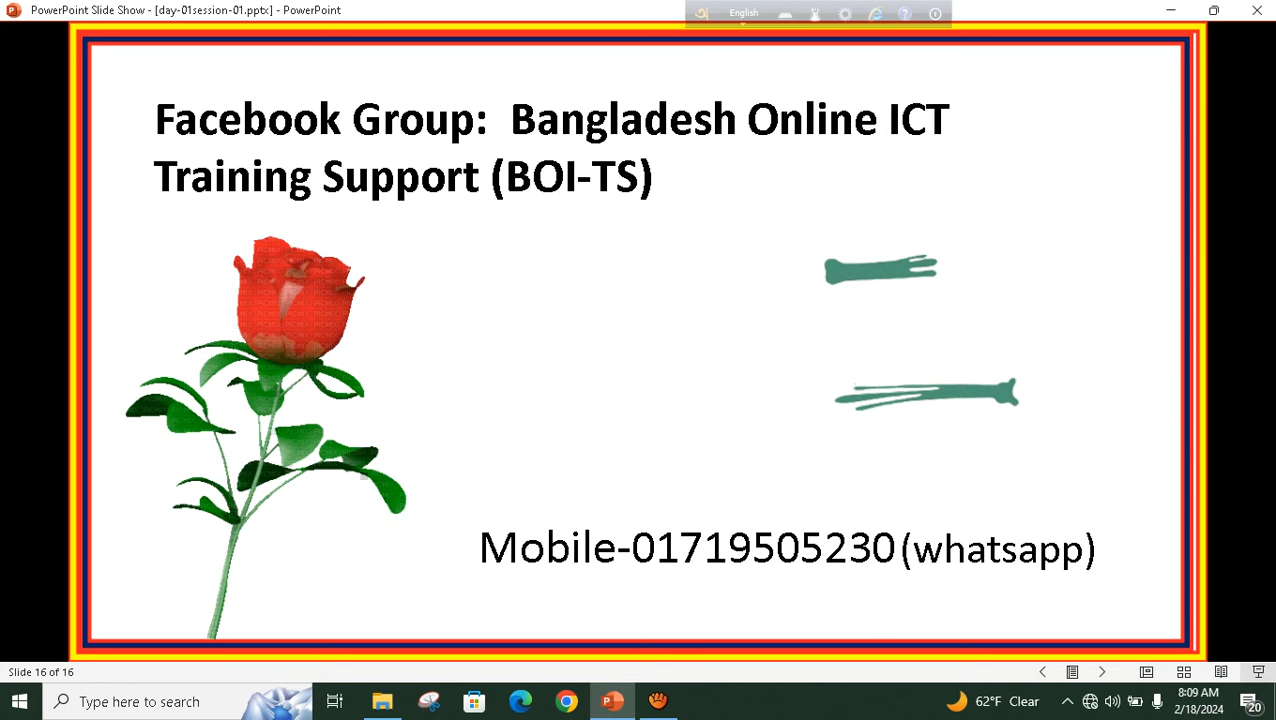 PowerPoint Slide Show - [day-01session-01.pptx] - PowerPoint
English
Facebook Group:  Bangladesh Online ICT
Training Support (BOI-TS)
Mobile-01719505230(whatsapp)
Slide 16 of 16
Type here to search
62°F Clear
8:09 AM
2/18/2024
20